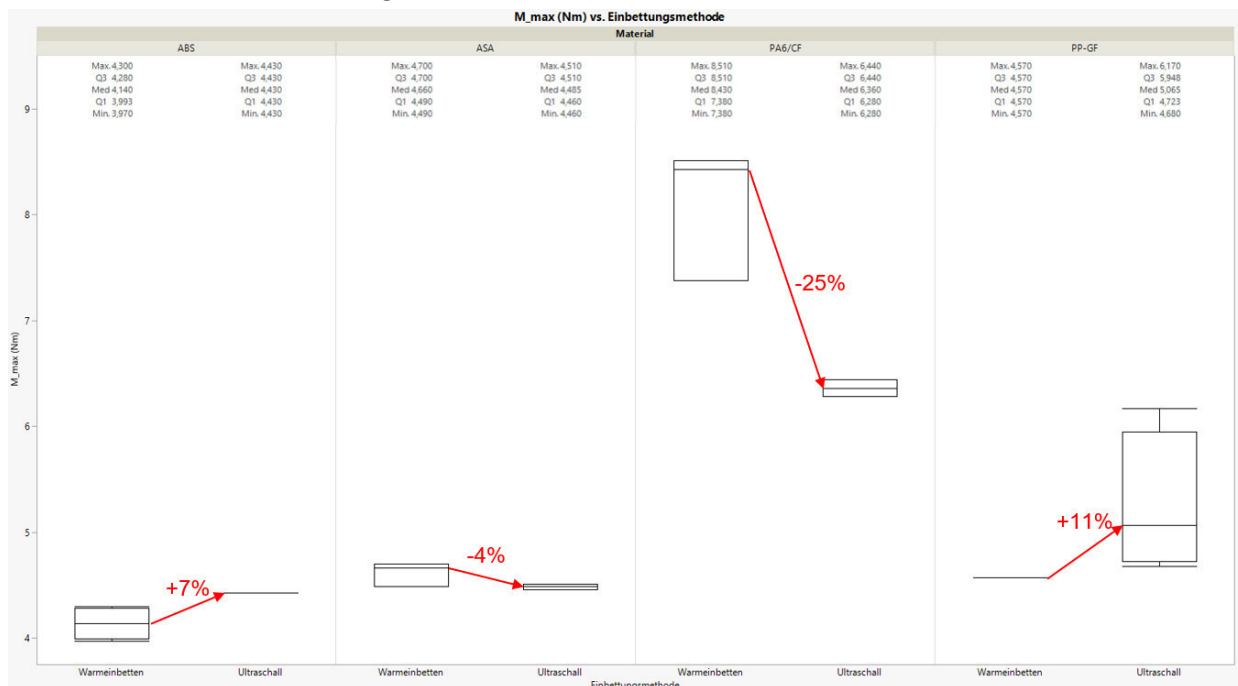 M_max (Nm) vs. Einbettungsmethode
Material
ABS ASA PA6/CF PP-GF
Max. 4,300 Max. 4,430 Max. 4,700 Max. 4,510 Max. 8,510 Max. 6,440 Max. 4,570 Max. 6,170
Q3 4,280 Q3 4,430 Q3 4,700 Q3 4,510 Q3 8,510 Q3 6,440 Q3 4,570 Q3 5,948
Med 4,140 Med 4,430 Med 4,660 Med 4,485 Med 8,430 Med 6,360 Med 4,570 Med 5,065
Q1 3,993 Q1 4,430 Q1 4,490 Q1 4,460 Q1 7,380 Q1 6,280 Q1 4,570 Q1 4,723
Min. 3,970 Min. 4,430 Min. 4,490 Min. 4,460 Min. 7,380 Min. 6,280 Min. 4,570 Min. 4,680
9
8
-25%
7
M_max (Nm)
6
5
+11%
-4%
+7%
4
Warmeinbetten Ultraschall Warmeinbetten Ultraschall Warmeinbetten Ultraschall Warmeinbetten Ultraschall
Einbettungsmethode